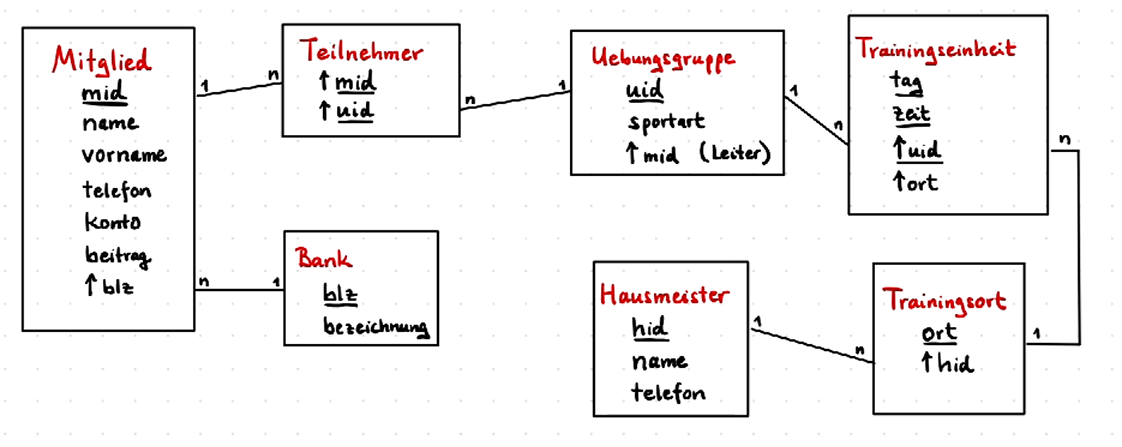 Mitglied
mid
name
vorname
telefon
konto
beitrag
↑ blz
1
n
Teilnehmer
↑ mid
↑ uid
n
1
Uebungsgruppe
uid
sportart
↑ mid (Leiter)
1
n
Trainingseinheit
tag
zeit
↑ uid
↑ ort
n
1
n
1
Bank
blz
bezeichnung
Hausmeister
hid
name
telefon
1
n
Trainingsort
ort
↑ hid